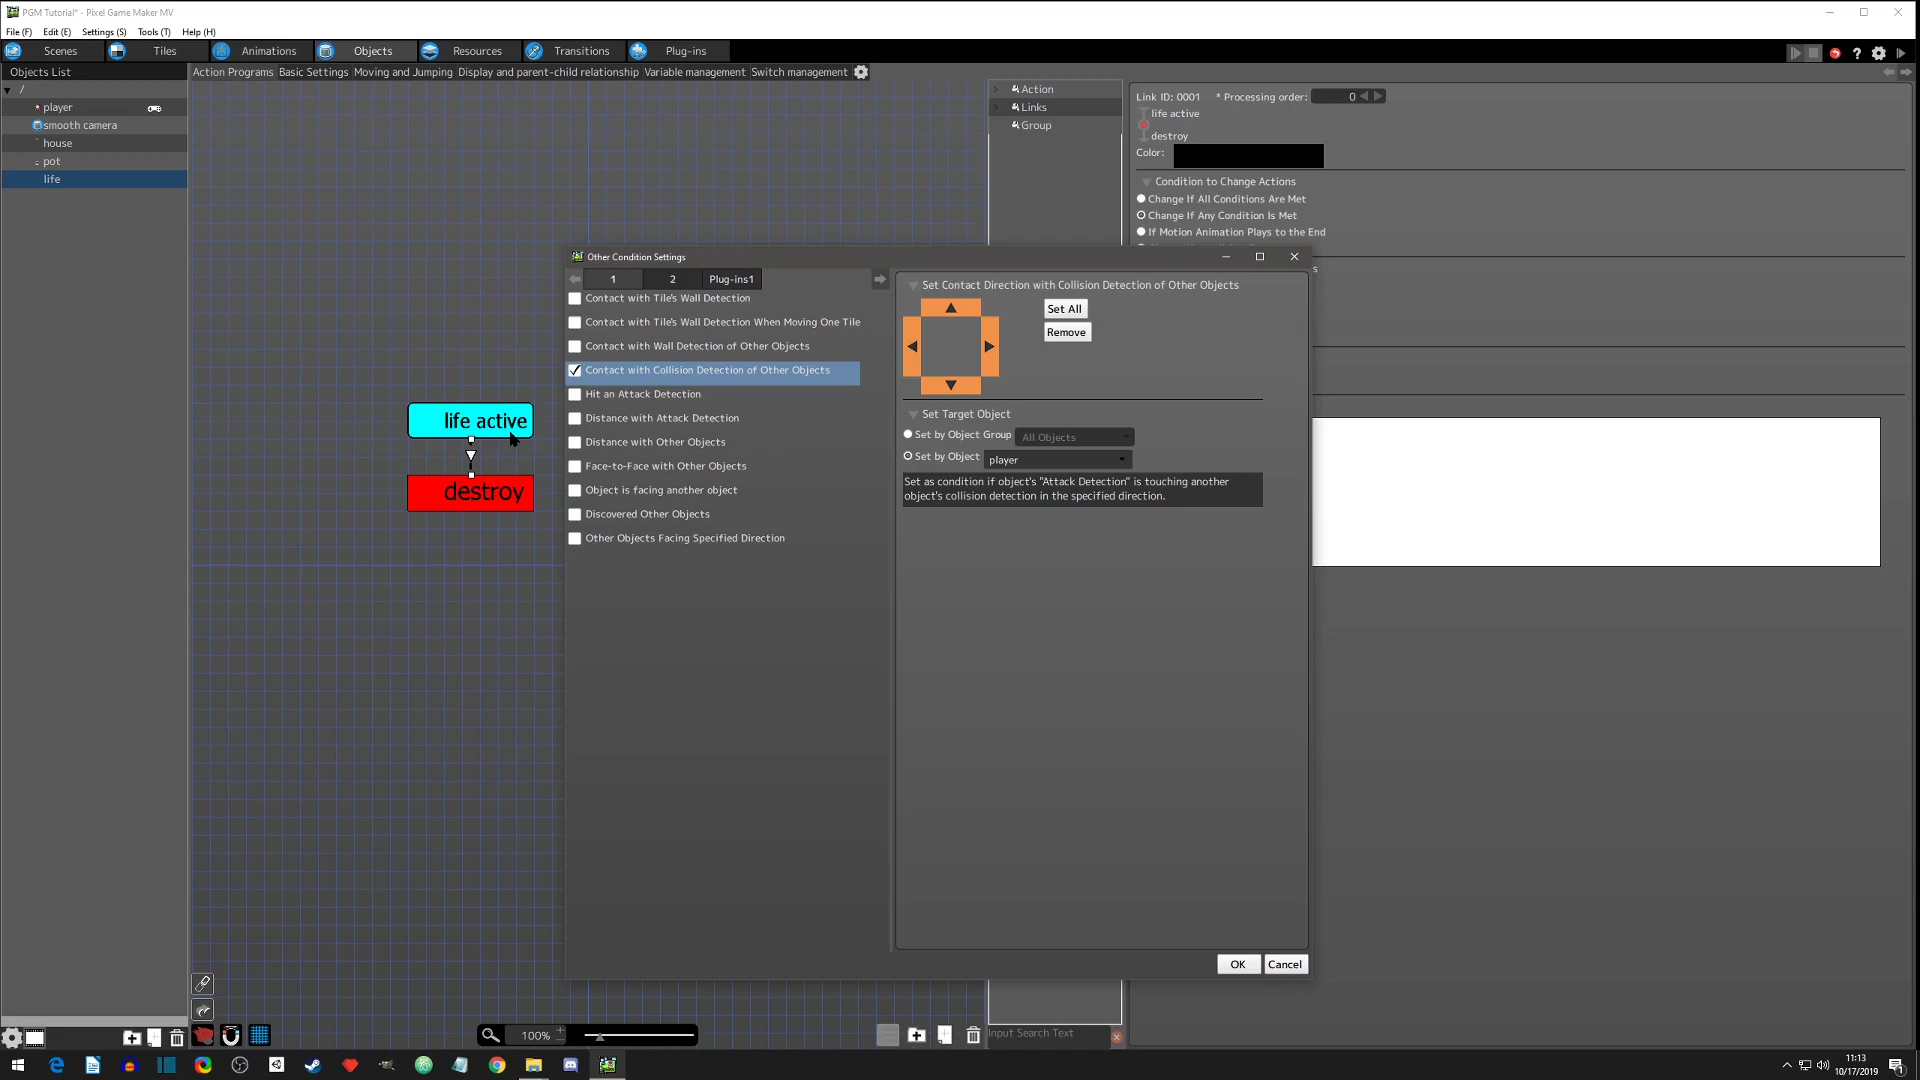 PGM Tutorial* - Pixel Game Maker MV
File (F) Edit (E) Settings (S) Tools (T) Help (H)
Scenes Tiles Animations Objects Resources Transitions Plug-ins
Objects List
Action Programs Basic Settings Moving and Jumping Display and parent-child relationship Variable management Switch management
/
player
smooth camera
house
pot
life
Action
Links
Group
Link ID: 0001 * Processing order: 0
life active
destroy
Color:
Condition to Change Actions
Change If All Conditions Are Met
Change If Any Condition Is Met
If Motion Animation Plays to the End
life active
destroy
Other Condition Settings
1 2 Plug-ins1
Contact with Tile's Wall Detection
Contact with Tile's Wall Detection When Moving One Tile
Contact with Wall Detection of Other Objects
Contact with Collision Detection of Other Objects
Hit an Attack Detection
Distance with Attack Detection
Distance with Other Objects
Face-to-Face with Other Objects
Object is facing another object
Discovered Other Objects
Other Objects Facing Specified Direction
Set Contact Direction with Collision Detection of Other Objects
Set All
Remove
Set Target Object
Set by Object Group All Objects
Set by Object player
Set as condition if object's "Attack Detection" is touching another
object's collision detection in the specified direction.
OK Cancel
100%
Input Search Text
11:13
10/17/2019